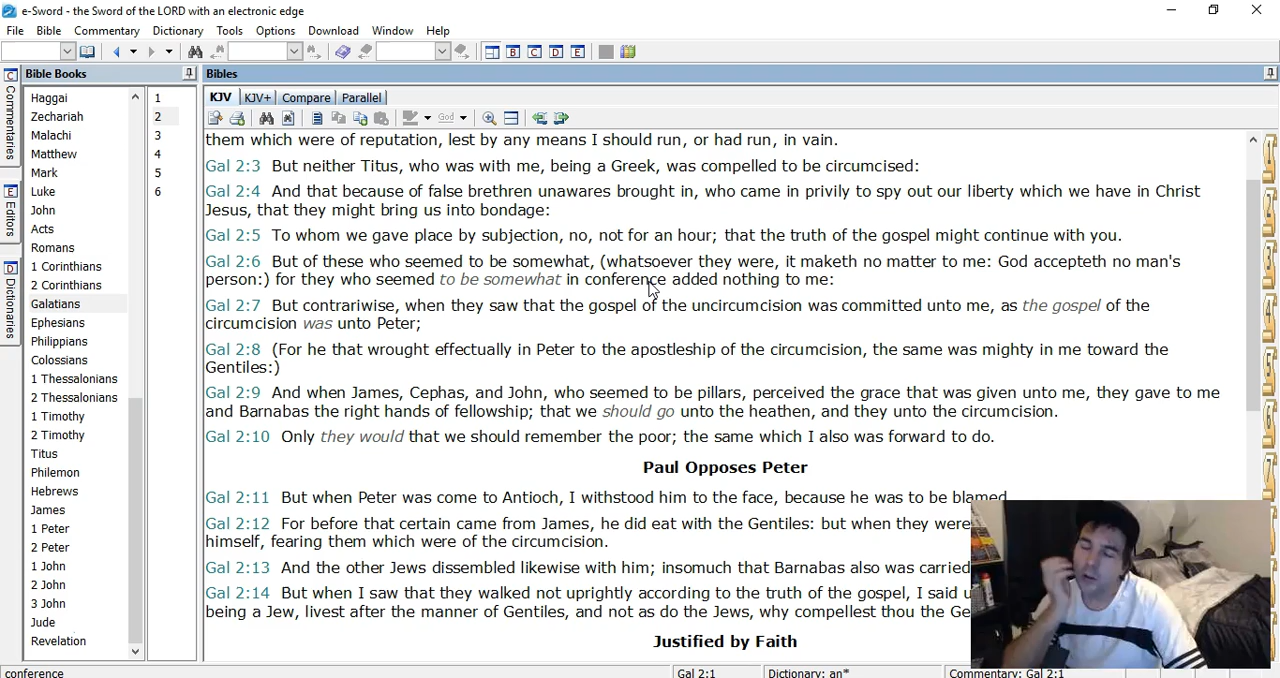 e-Sword - the Sword of the LORD with an electronic edge
File Bible Commentary Dictionary Tools Options Download Window Help
Bible Books
Bibles
KJV KJV+ Compare Parallel
God
Commentaries
Editors
Dictionaries
Haggai
Zechariah
Malachi
Matthew
Mark
Luke
John
Acts
Romans
1 Corinthians
2 Corinthians
Galatians
Ephesians
Philippians
Colossians
1 Thessalonians
2 Thessalonians
1 Timothy
2 Timothy
Titus
Philemon
Hebrews
James
1 Peter
2 Peter
1 John
2 John
3 John
Jude
Revelation
1
2
3
4
5
6
them which were of reputation, lest by any means I should run, or had run, in vain.
Gal 2:3 But neither Titus, who was with me, being a Greek, was compelled to be circumcised:
Gal 2:4 And that because of false brethren unawares brought in, who came in privily to spy out our liberty which we have in Christ
Jesus, that they might bring us into bondage:
Gal 2:5 To whom we gave place by subjection, no, not for an hour; that the truth of the gospel might continue with you.
Gal 2:6 But of these who seemed to be somewhat, (whatsoever they were, it maketh no matter to me: God accepteth no man's
person:) for they who seemed to be somewhat in conference added nothing to me:
Gal 2:7 But contrariwise, when they saw that the gospel of the uncircumcision was committed unto me, as the gospel of the
circumcision was unto Peter;
Gal 2:8 (For he that wrought effectually in Peter to the apostleship of the circumcision, the same was mighty in me toward the
Gentiles:)
Gal 2:9 And when James, Cephas, and John, who seemed to be pillars, perceived the grace that was given unto me, they gave to me
and Barnabas the right hands of fellowship; that we should go unto the heathen, and they unto the circumcision.
Gal 2:10 Only they would that we should remember the poor; the same which I also was forward to do.
Paul Opposes Peter
Gal 2:11 But when Peter was come to Antioch, I withstood him to the face, because he was to be blamed
Gal 2:12 For before that certain came from James, he did eat with the Gentiles: but when they were
himself, fearing them which were of the circumcision.
Gal 2:13 And the other Jews dissembled likewise with him; insomuch that Barnabas also was carried
Gal 2:14 But when I saw that they walked not uprightly according to the truth of the gospel, I said
being a Jew, livest after the manner of Gentiles, and not as do the Jews, why compellest thou the
Justified by Faith
1
2
3
4
5
6
7
conference
Gal 2:1
Dictionary: an*
Commentary: Gal 2:1